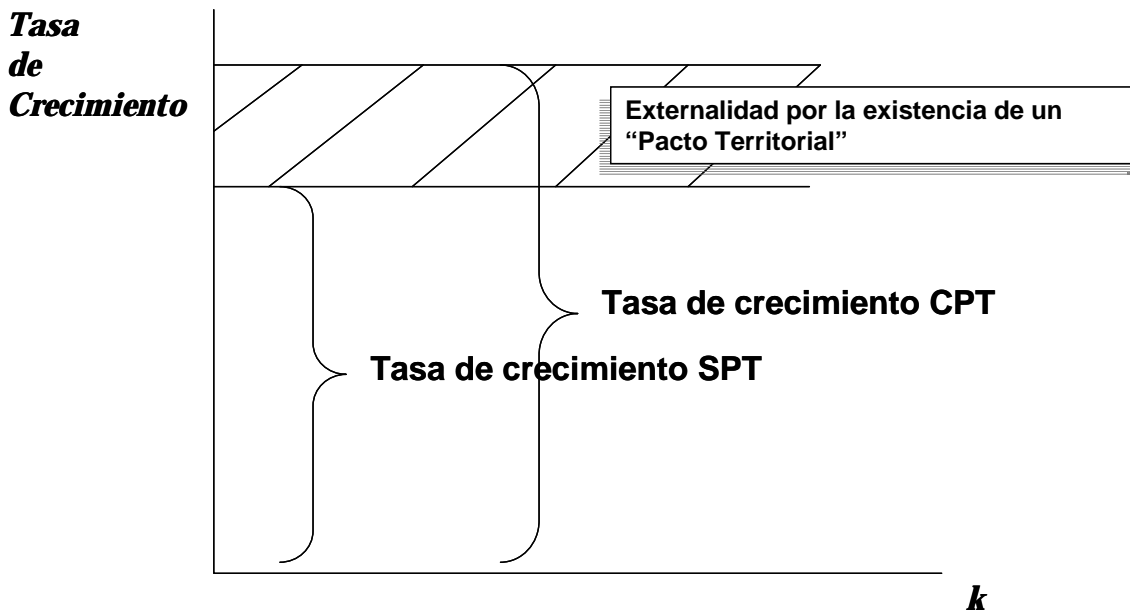 Tasa
de
Crecimiento
Externalidad por la existencia de un
“Pacto Territorial”
Tasa de crecimiento CPT
Tasa de crecimiento SPT
k